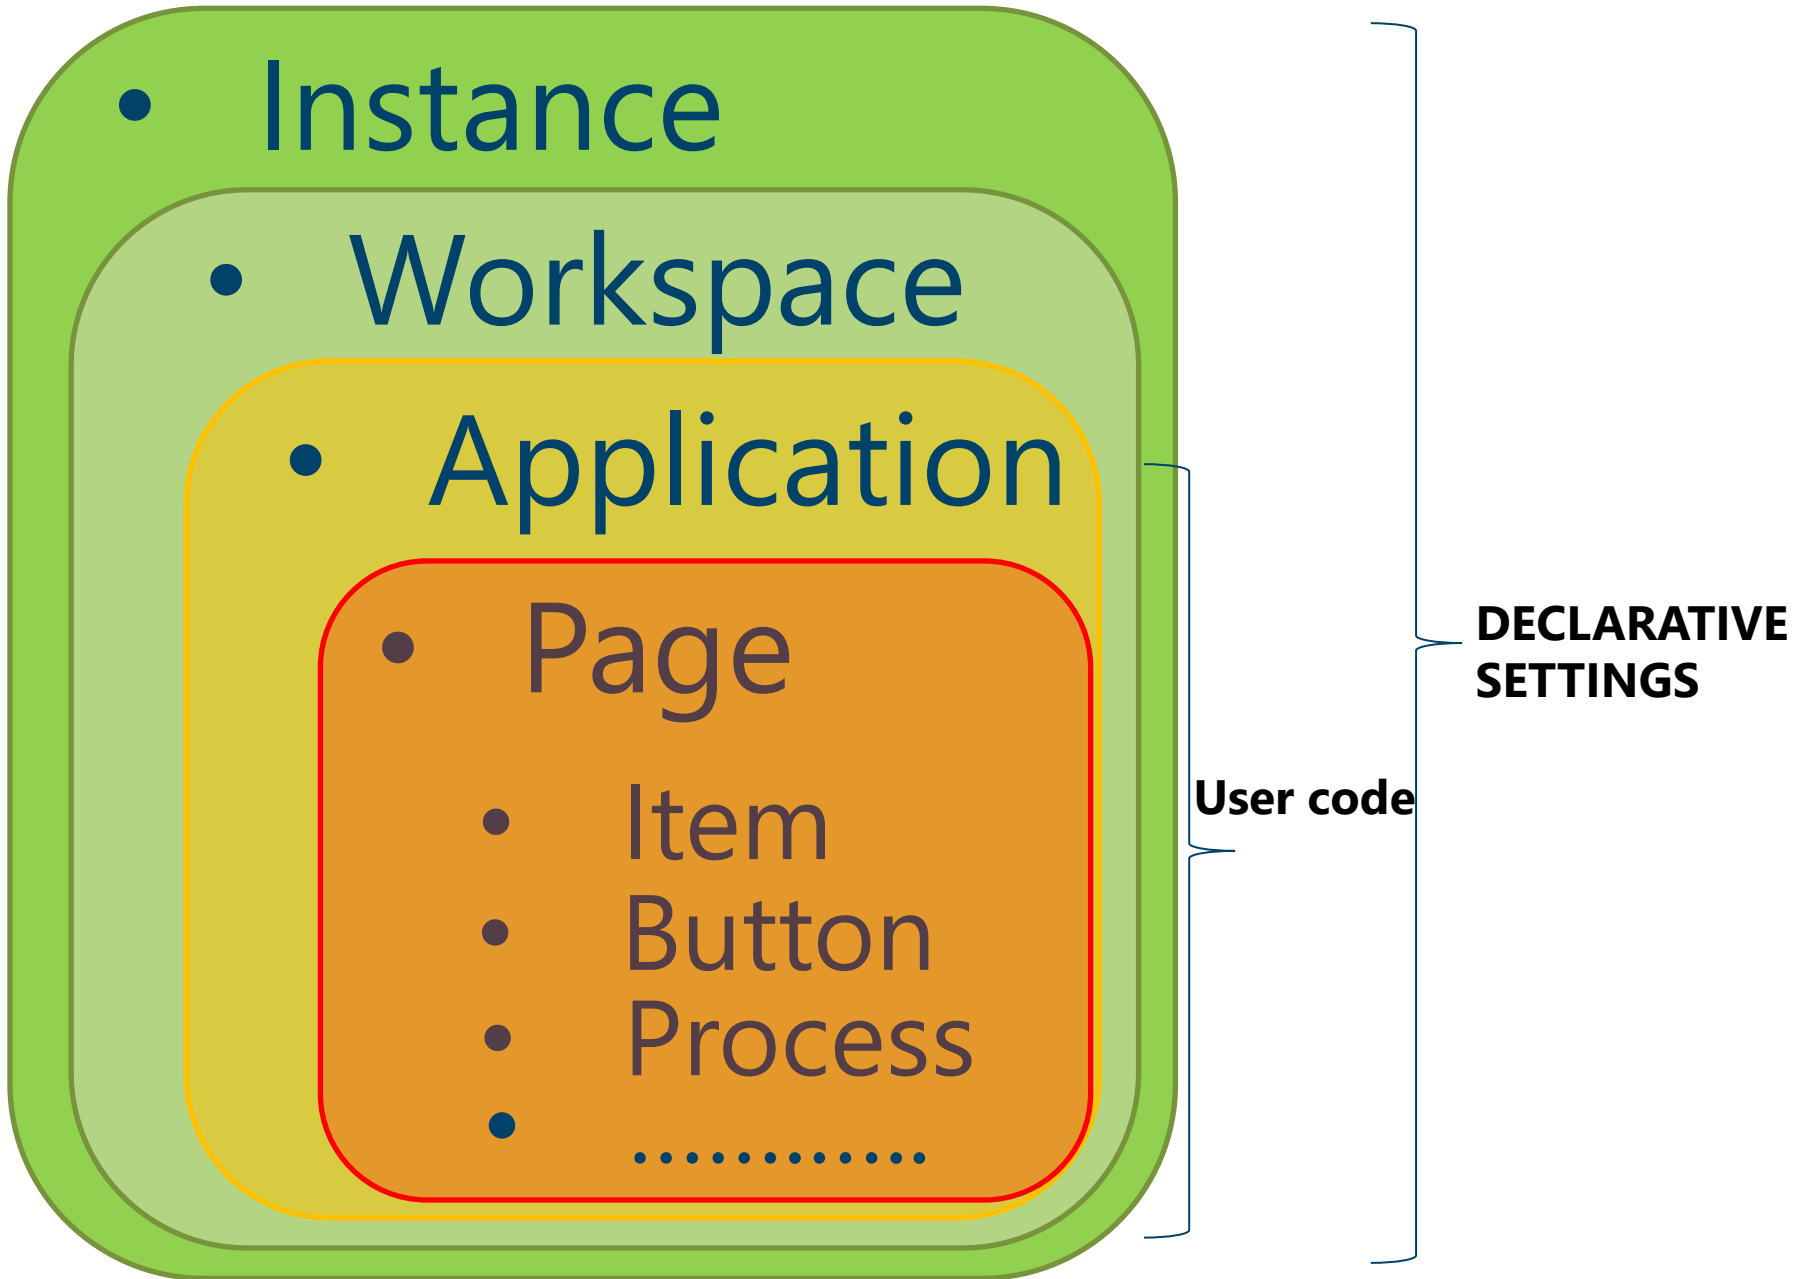 • Instance
• Workspace
• Application
• Page
• Item
• Button
• Process
• ............
User code
DECLARATIVE
SETTINGS